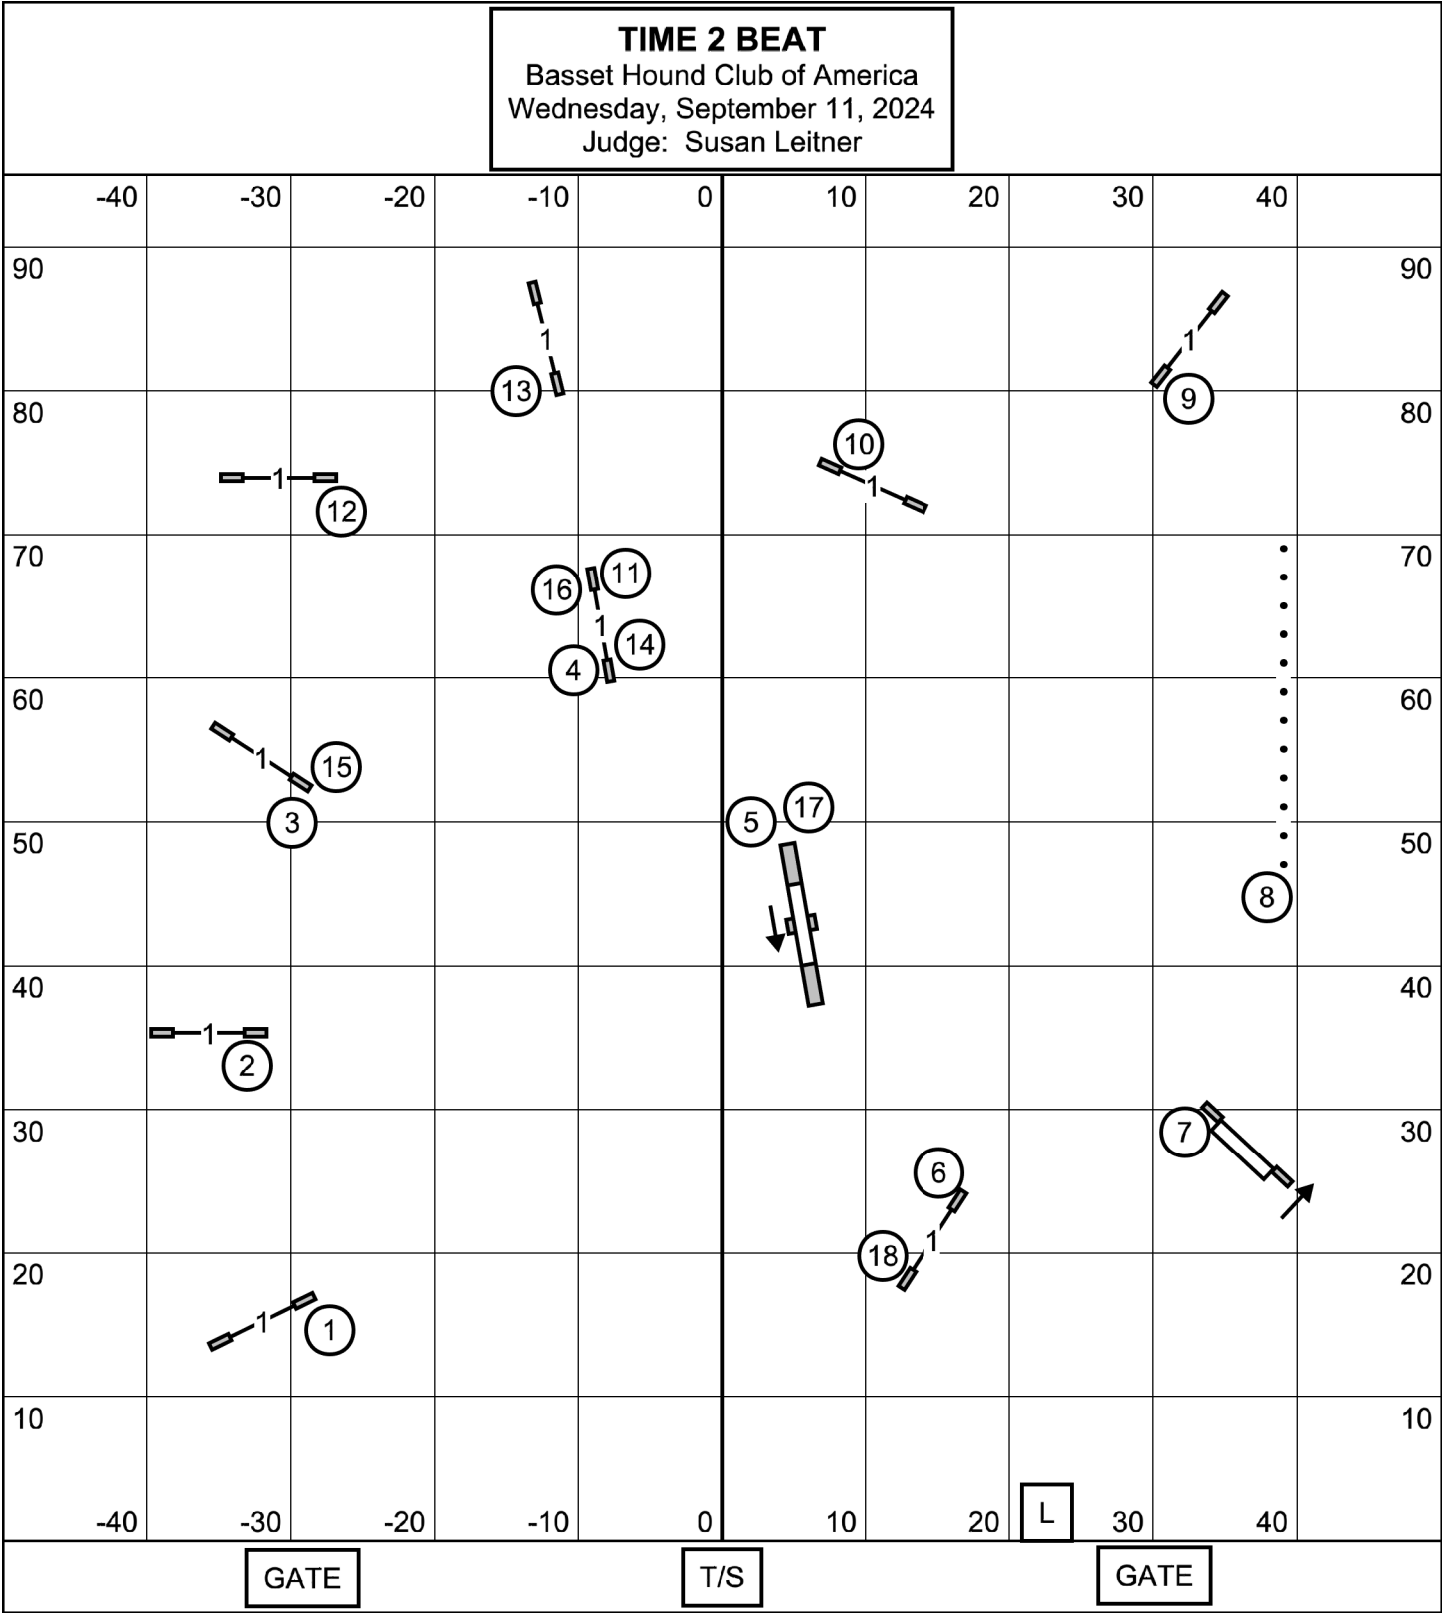 TIME 2 BEAT
Basset Hound Club of America
Wednesday, September 11, 2024
Judge: Susan Leitner
-40 -30 -20 -10 0 10 20 30 40
90 90
1 1
13 80 9 80
10
1 1
12
70 70
16 11
1
4 14
60 60
1 15
3
5 17
50 50
8
40 40
1
2
30 7 30
6
18 1
20 20
1 1
10 10
-40 -30 -20 -10 0 10 20 L 30 40
GATE T/S GATE